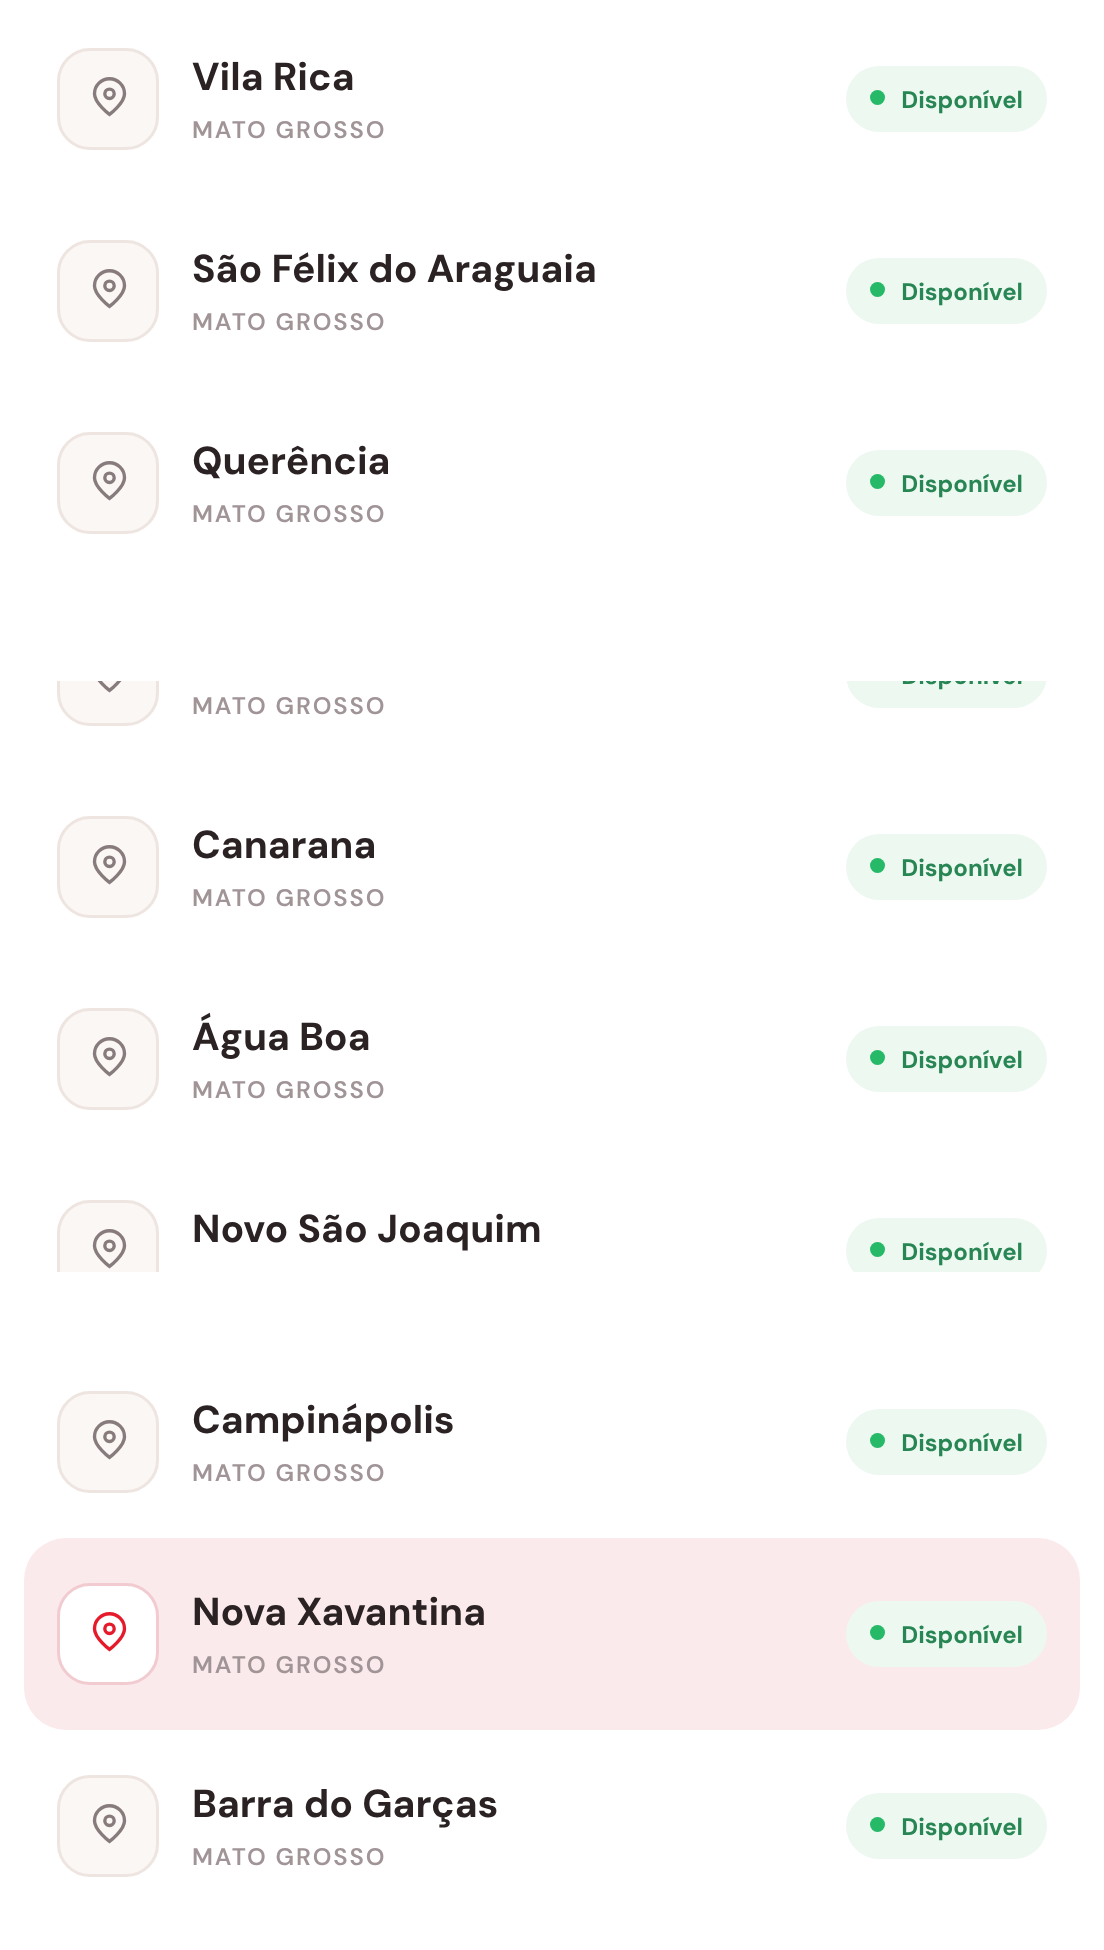 Vila Rica
MATO GROSSO
Disponível
São Félix do Araguaia
MATO GROSSO
Disponível
Querência
MATO GROSSO
Disponível
MATO GROSSO
Disponível
Canarana
MATO GROSSO
Disponível
Água Boa
MATO GROSSO
Disponível
Novo São Joaquim
Disponível
Campinápolis
MATO GROSSO
Disponível
Nova Xavantina
MATO GROSSO
Disponível
Barra do Garças
MATO GROSSO
Disponível